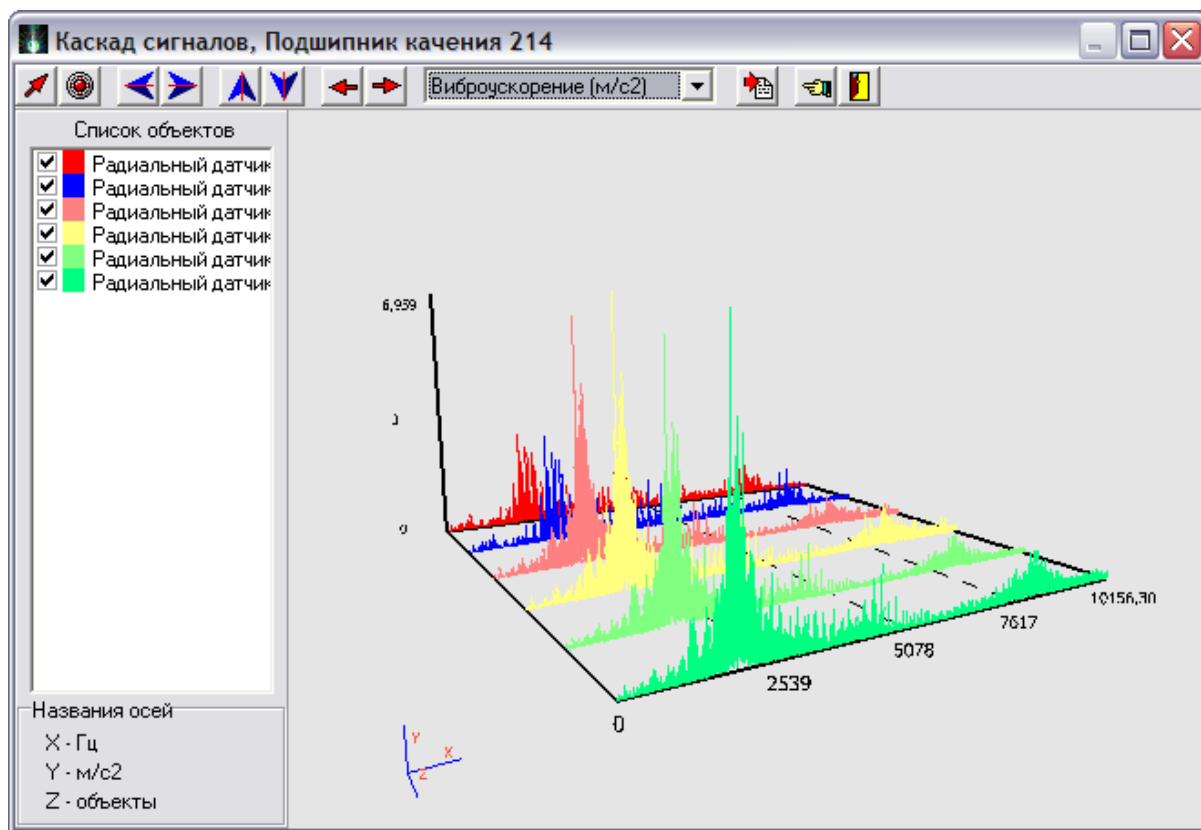 Каскад сигналов, Подшипник качения 214
Виброускорение (м/с2)
Список объектов
Радиальный датчик
Радиальный датчик
Радиальный датчик
Радиальный датчик
Радиальный датчик
Радиальный датчик
6,959
0
10156,30
7617
5078
2539
0
Y
X
Z
Названия осей
X - Гц
Y - м/с2
Z - объекты